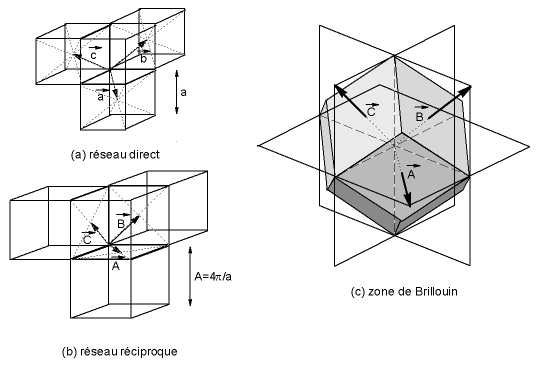 c
b
a
a
(a) réseau direct
B
C
A
A=4π/a
(b) réseau réciproque
C
B
A
(c) zone de Brillouin